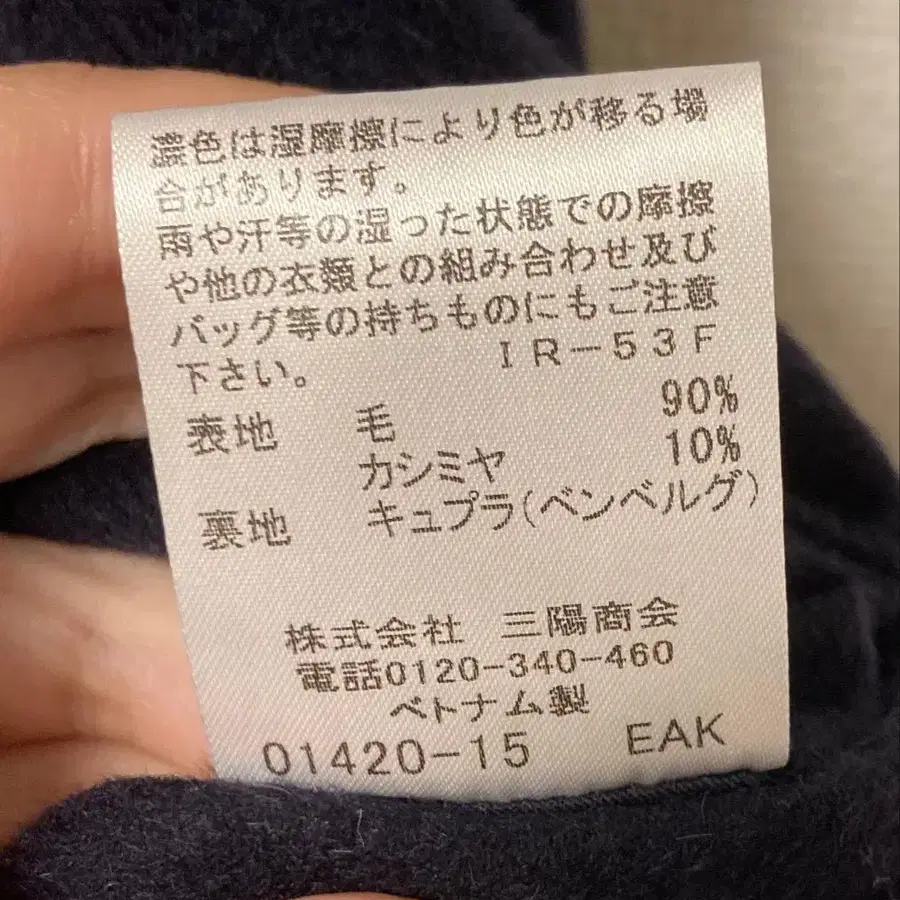 濃色は湿摩擦により色が移る場
合があります。
雨や汗等の湿った状態での摩擦
や他の衣類との組み合わせ及び
バッグ等の持ちものにもご注意
下さい。 IR-53F
表地 毛 90%
カシミヤ 10%
裏地 キュプラ(ベンベルグ)
株式会社 三陽商会
電話0120-340-460
ベトナム製
01420-15 EAK